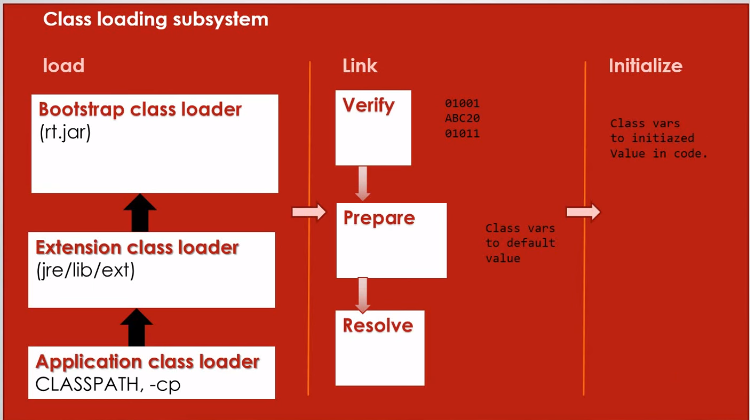 Class loading subsystem
load
Bootstrap class loader
(rt.jar)
Extension class loader
(jre/lib/ext)
Application class loader
CLASSPATH, -cp
Link
Verify
01001
ABC20
01011
Prepare
Class vars
to default
value
Resolve
Initialize
Class vars
to initiazed
Value in code.